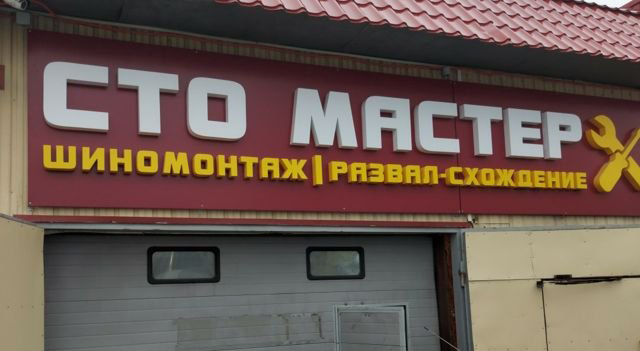 СТО МАСТЕР
ШИНОМОНТАЖ | РАЗВАЛ-СХОЖДЕНИЕ